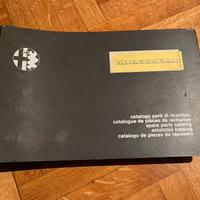 catalogo parti di ricambio
catalogue de pièces de rechange
spare parts catalog
ersatzteil katalog
catalogo de piezas de repuesto